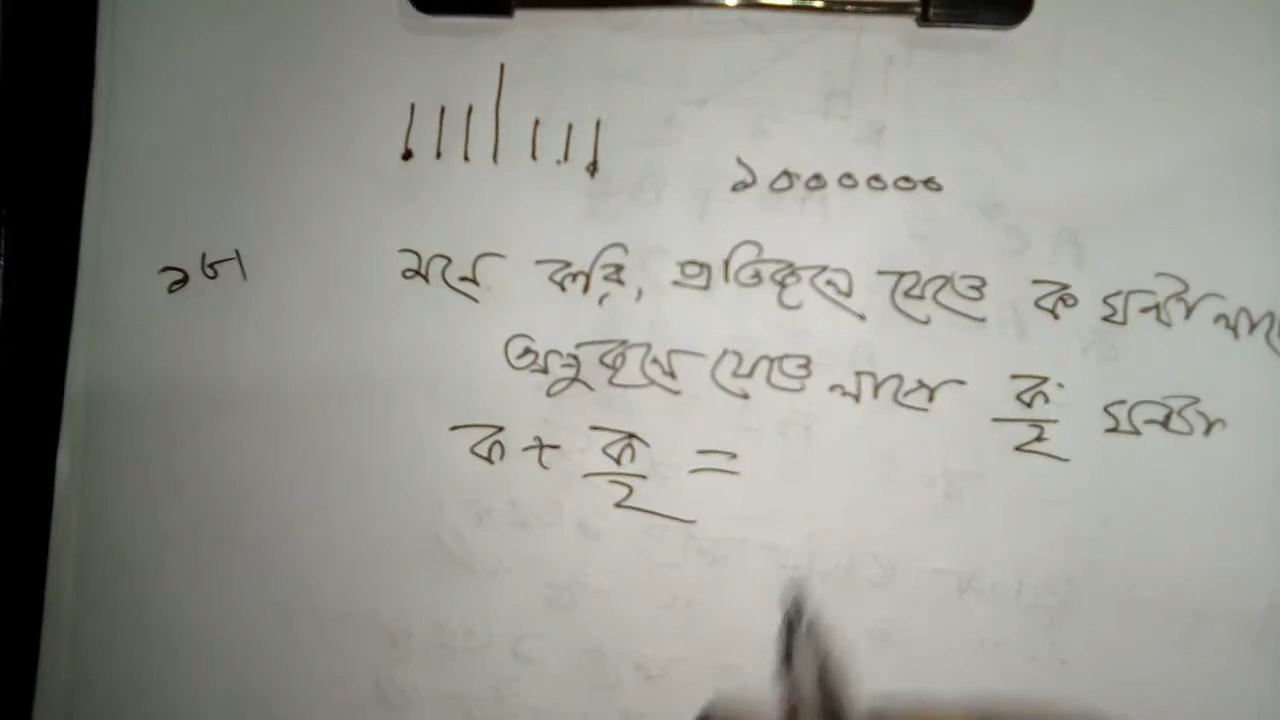 ১০০০০০০
১৮। মনে করি, প্রতিকূলে যেতে ক ঘন্টা লাগে
অনুকূলে যেতে লাগে ক/২ ঘন্টা
ক + ক/২ =